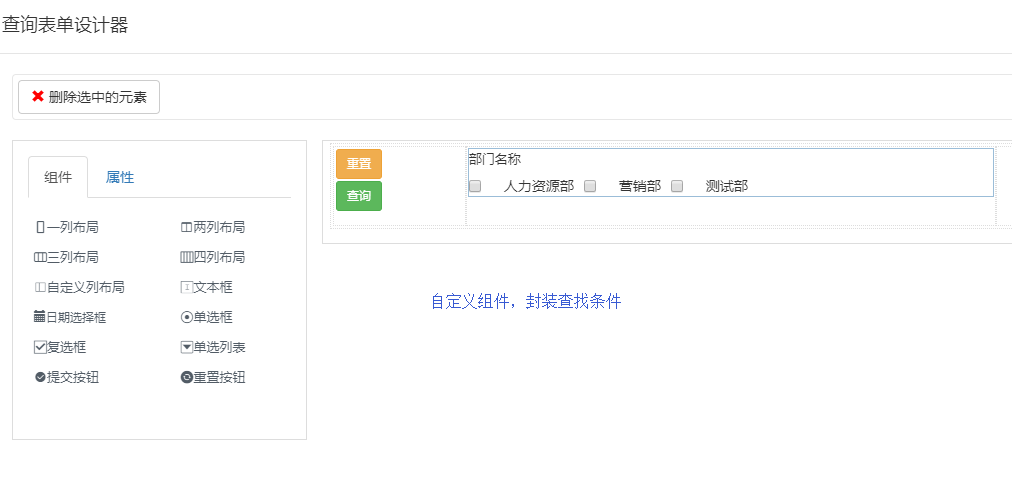 查询表单设计器
删除选中的元素
组件 属性
一列布局 两列布局
三列布局 四列布局
自定义列布局 文本框
日期选择框 单选框
复选框 单选列表
提交按钮 重置按钮
重置
查询
部门名称
人力资源部 营销部 测试部
自定义组件，封装查找条件